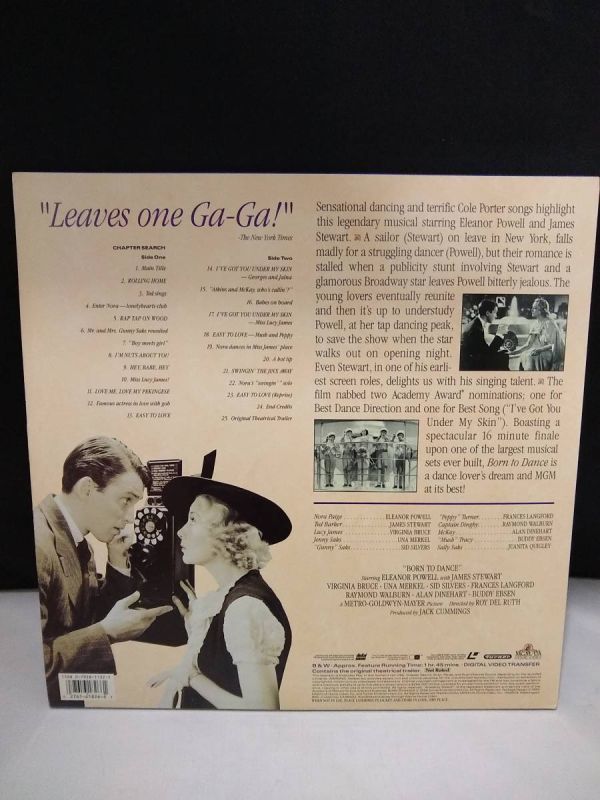 "Leaves one Ga-Ga!"
-The New York Times
CHAPTER SEARCH
Side One
1. Main Title
2. ROLLING HOME
3. Ted sings
4. Enter Nora—lonelyhearts club
5. RAP TAP ON WOOD
6. Mr. and Mrs. Gunny Saks reunited
7. "Boy meets girl"
8. I'M NUTS ABOUT YOU!
9. HEY, BABE, HEY
10. Miss Lucy James!
11. LOVE ME, LOVE MY PEKINGESE
12. Famous actress in love with gob
13. EASY TO LOVE
Side Two
14. I'VE GOT YOU UNDER MY SKIN
—Georges and Jalna
15. "Atkins and McKay, who's callin'?"
16. Babes on board
17. I'VE GOT YOU UNDER MY SKIN
—Miss Lucy James
18. EASY TO LOVE—Mush and Peppy
19. Nora dances in Miss James' place
20. A hot tip
21. SWINGIN' THE JINX AWAY
22. Nora's "swingin'" solo
23. EASY TO LOVE (Reprise)
24. End Credits
25. Original Theatrical Trailer
Sensational dancing and terrific Cole Porter songs highlight
this legendary musical starring Eleanor Powell and James
Stewart. A sailor (Stewart) on leave in New York, falls
madly for a struggling dancer (Powell), but their romance is
stalled when a publicity stunt involving Stewart and a
glamorous Broadway star leaves Powell bitterly jealous. The
young lovers eventually reunite
and then it's up to understudy
Powell, at her tap dancing peak,
to save the show when the star
walks out on opening night.
Even Stewart, in one of his earli-
est screen roles, delights us with his singing talent. The
film nabbed two Academy Award® nominations; one for
Best Dance Direction and one for Best Song ("I've Got You
Under My Skin"). Boasting a
spectacular 16 minute finale
upon one of the largest musical
sets ever built, Born to Dance is
a dance lover's dream and MGM
at its best!
Nora Paige ELEANOR POWELL
Ted Barker JAMES STEWART
Lucy James VIRGINIA BRUCE
Jenny Saks UNA MERKEL
"Gunny" Saks SID SILVERS
"Peppy" Turner FRANCES LANGFORD
Captain Dingby RAYMOND WALBURN
McKay ALAN DINEHART
"Mush" Tracy BUDDY EBSEN
Sally Saks JUANITA QUIGLEY
"BORN TO DANCE"
Starring ELEANOR POWELL with JAMES STEWART
VIRGINIA BRUCE • UNA MERKEL • SID SILVERS • FRANCES LANGFORD
RAYMOND WALBURN • ALAN DINEHART • BUDDY EBSEN
a METRO-GOLDWYN-MAYER Picture Directed by ROY DEL RUTH
Produced by JACK CUMMINGS
B & W • Approx. Feature Running Time: 1 hr. 45 mins. DIGITAL VIDEO TRANSFER
Contains the original theatrical trailer. Not Rated
MGM/UA